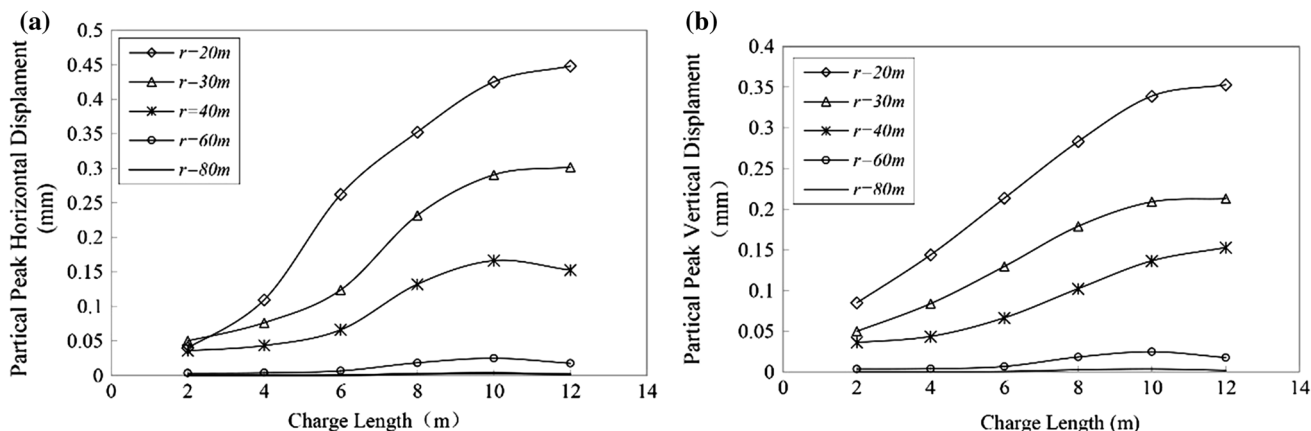 (a)
Partical Peak Horizontal Displament
(mm)
0.5
0.45
0.4
0.35
0.3
0.25
0.2
0.15
0.1
0.05
0
r=20m
r−30m
r=40m
r=60m
r−80m
0 2 4 6 8 10 12 14
Charge Length (m)
(b)
Partical Peak Vertical Displament
(mm)
0.4
0.35
0.3
0.25
0.2
0.15
0.1
0.05
0
r−20m
r=30m
r−40m
r−60m
r=80m
0 2 4 6 8 10 12 14
Charge Length (m)